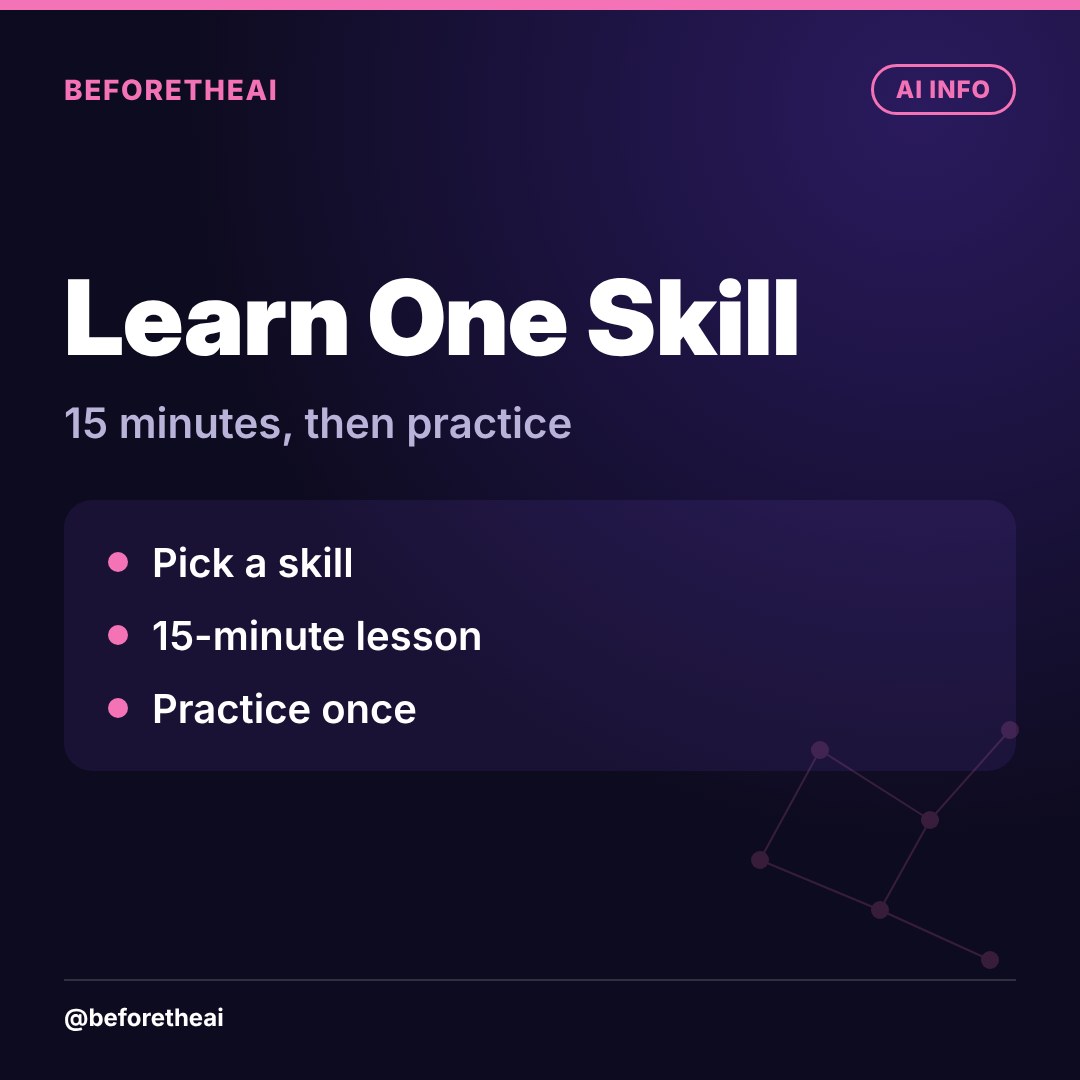 BEFORETHEAI
AI INFO
Learn One Skill
15 minutes, then practice
Pick a skill
15-minute lesson
Practice once
@beforetheai